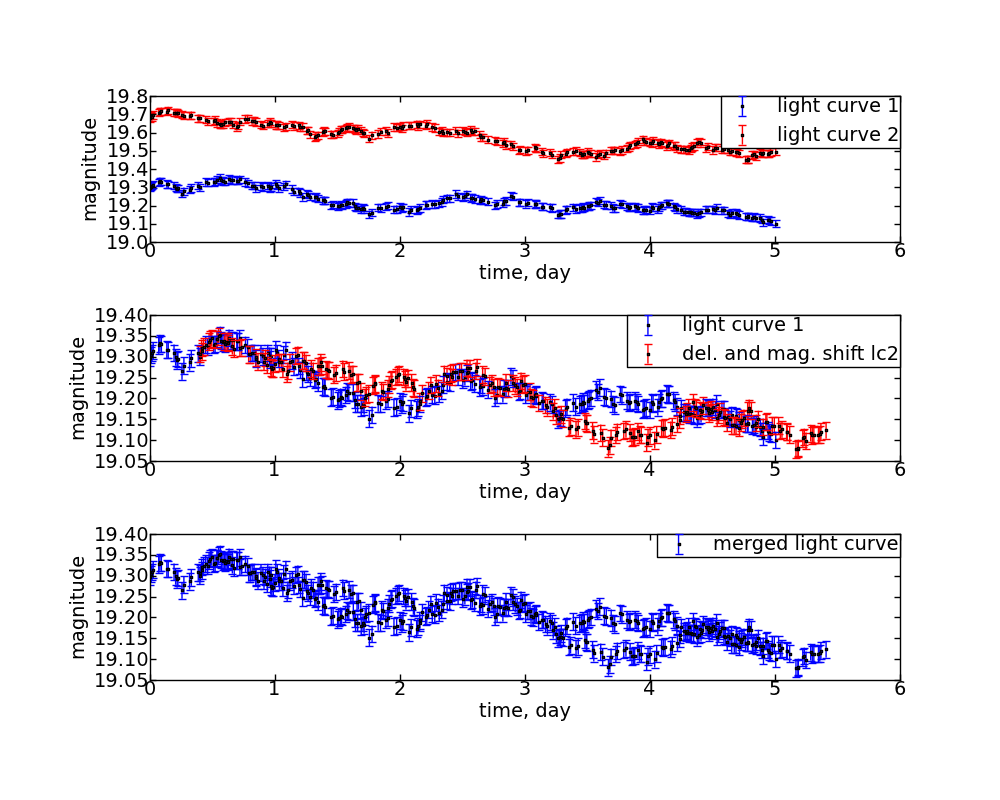 19.8
19.7
19.6
19.5
19.4
19.3
19.2
19.1
19.0
magnitude
light curve 1
light curve 2
0 1 2 3 4 5 6
time, day
19.40
19.35
19.30
19.25
19.20
19.15
19.10
19.05
magnitude
light curve 1
del. and mag. shift lc2
0 1 2 3 4 5 6
time, day
19.40
19.35
19.30
19.25
19.20
19.15
19.10
19.05
magnitude
merged light curve
0 1 2 3 4 5 6
time, day